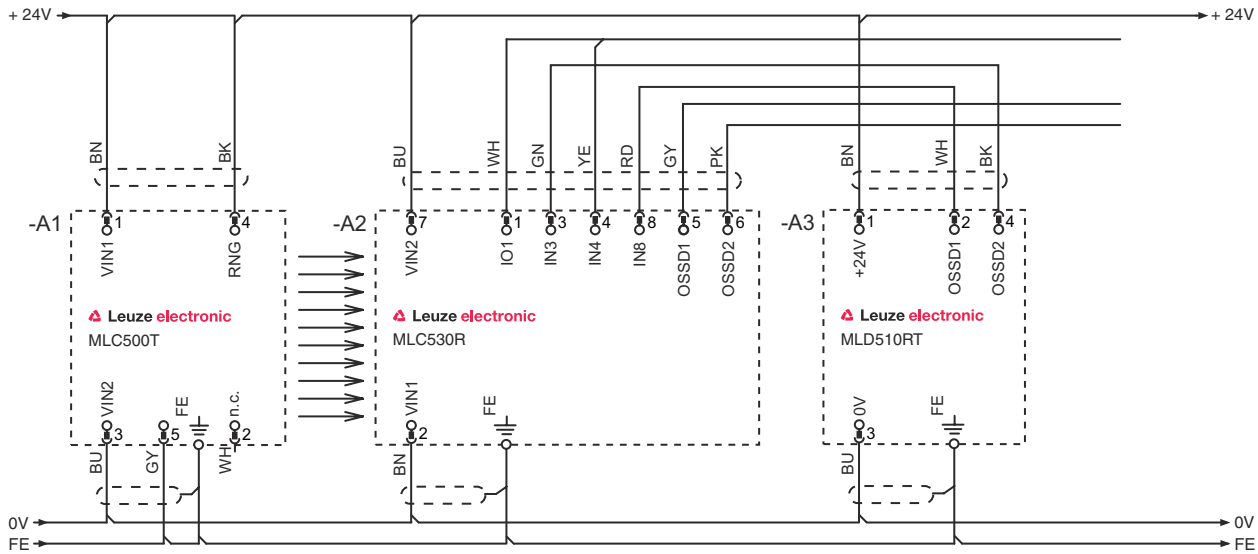 + 24V + 24V
BN BK BU WH GN YE RD GY PK BN WH BK
-A1 1 4 -A2 7 1 3 4 8 5 6 -A3 1 2 4
VIN1 RNG VIN2 IO1 IN3 IN4 IN8 OSSD1 OSSD2 +24V OSSD1 OSSD2
Leuze electronic Leuze electronic Leuze electronic
MLC500T MLC530R MLD510RT
VIN2 FE n.c. VIN1 FE 0V FE
3 5 2 2 3
BU GY WH BN BU
0V 0V
FE FE